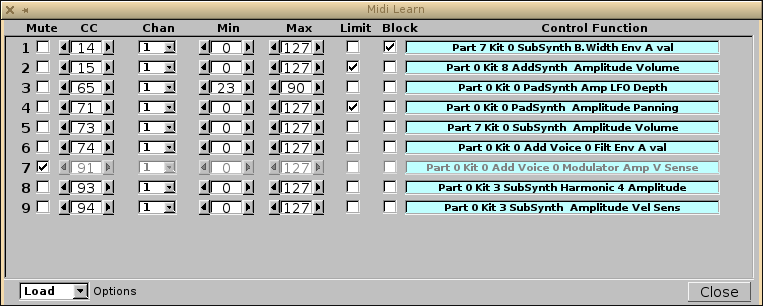 Midi Learn
Mute CC Chan Min Max Limit Block Control Function
1 14 1 0 127 Part 7 Kit 0 SubSynth B.Width Env A val
2 15 1 0 127 Part 0 Kit 8 AddSynth Amplitude Volume
3 65 1 23 90 Part 0 Kit 0 PadSynth Amp LFO Depth
4 71 1 0 127 Part 0 Kit 0 PadSynth Amplitude Panning
5 73 1 0 127 Part 7 Kit 0 SubSynth Amplitude Volume
6 74 1 0 127 Part 0 Kit 0 Add Voice 0 Filt Env A val
7 91 1 0 127 Part 0 Kit 0 Add Voice 0 Modulator Amp V Sense
8 93 1 0 127 Part 0 Kit 3 SubSynth Harmonic 4 Amplitude
9 94 1 0 127 Part 0 Kit 3 SubSynth Amplitude Vel Sens
Load Options Close